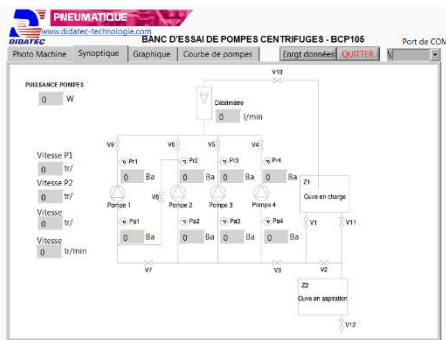 PNEUMATIQUE
www.didatec-technologie.com
DIDATEC
BANC D'ESSAI DE POMPES CENTRIFUGES - BCP105
Port de COM
Photo Machine Synoptique Graphique Courbe de pompes Enrgt données QUITTER
V10
PUISSANCE POMPES
0 W
Débitmètre
0 l/min
V9 V6 V5 V4
Pr1 Pr2 Pr3 Pr4
0 Ba 0 Ba 0 Ba 0 Ba
Vitesse P1
0 tr/
Vitesse P2
0 tr/
Vitesse
0 tr/
Vitesse
0 tr/min
V8
Pompe 1 Pompe 2 Pompe 3 Pompe 4
Pa1 Pa2 Pa3 Pa4
0 Ba 0 Ba 0 Ba 0 Ba
Z1
Cuve en charge
V1 V11
V7 V3 V2
Z2
Cuve en aspiration
V12